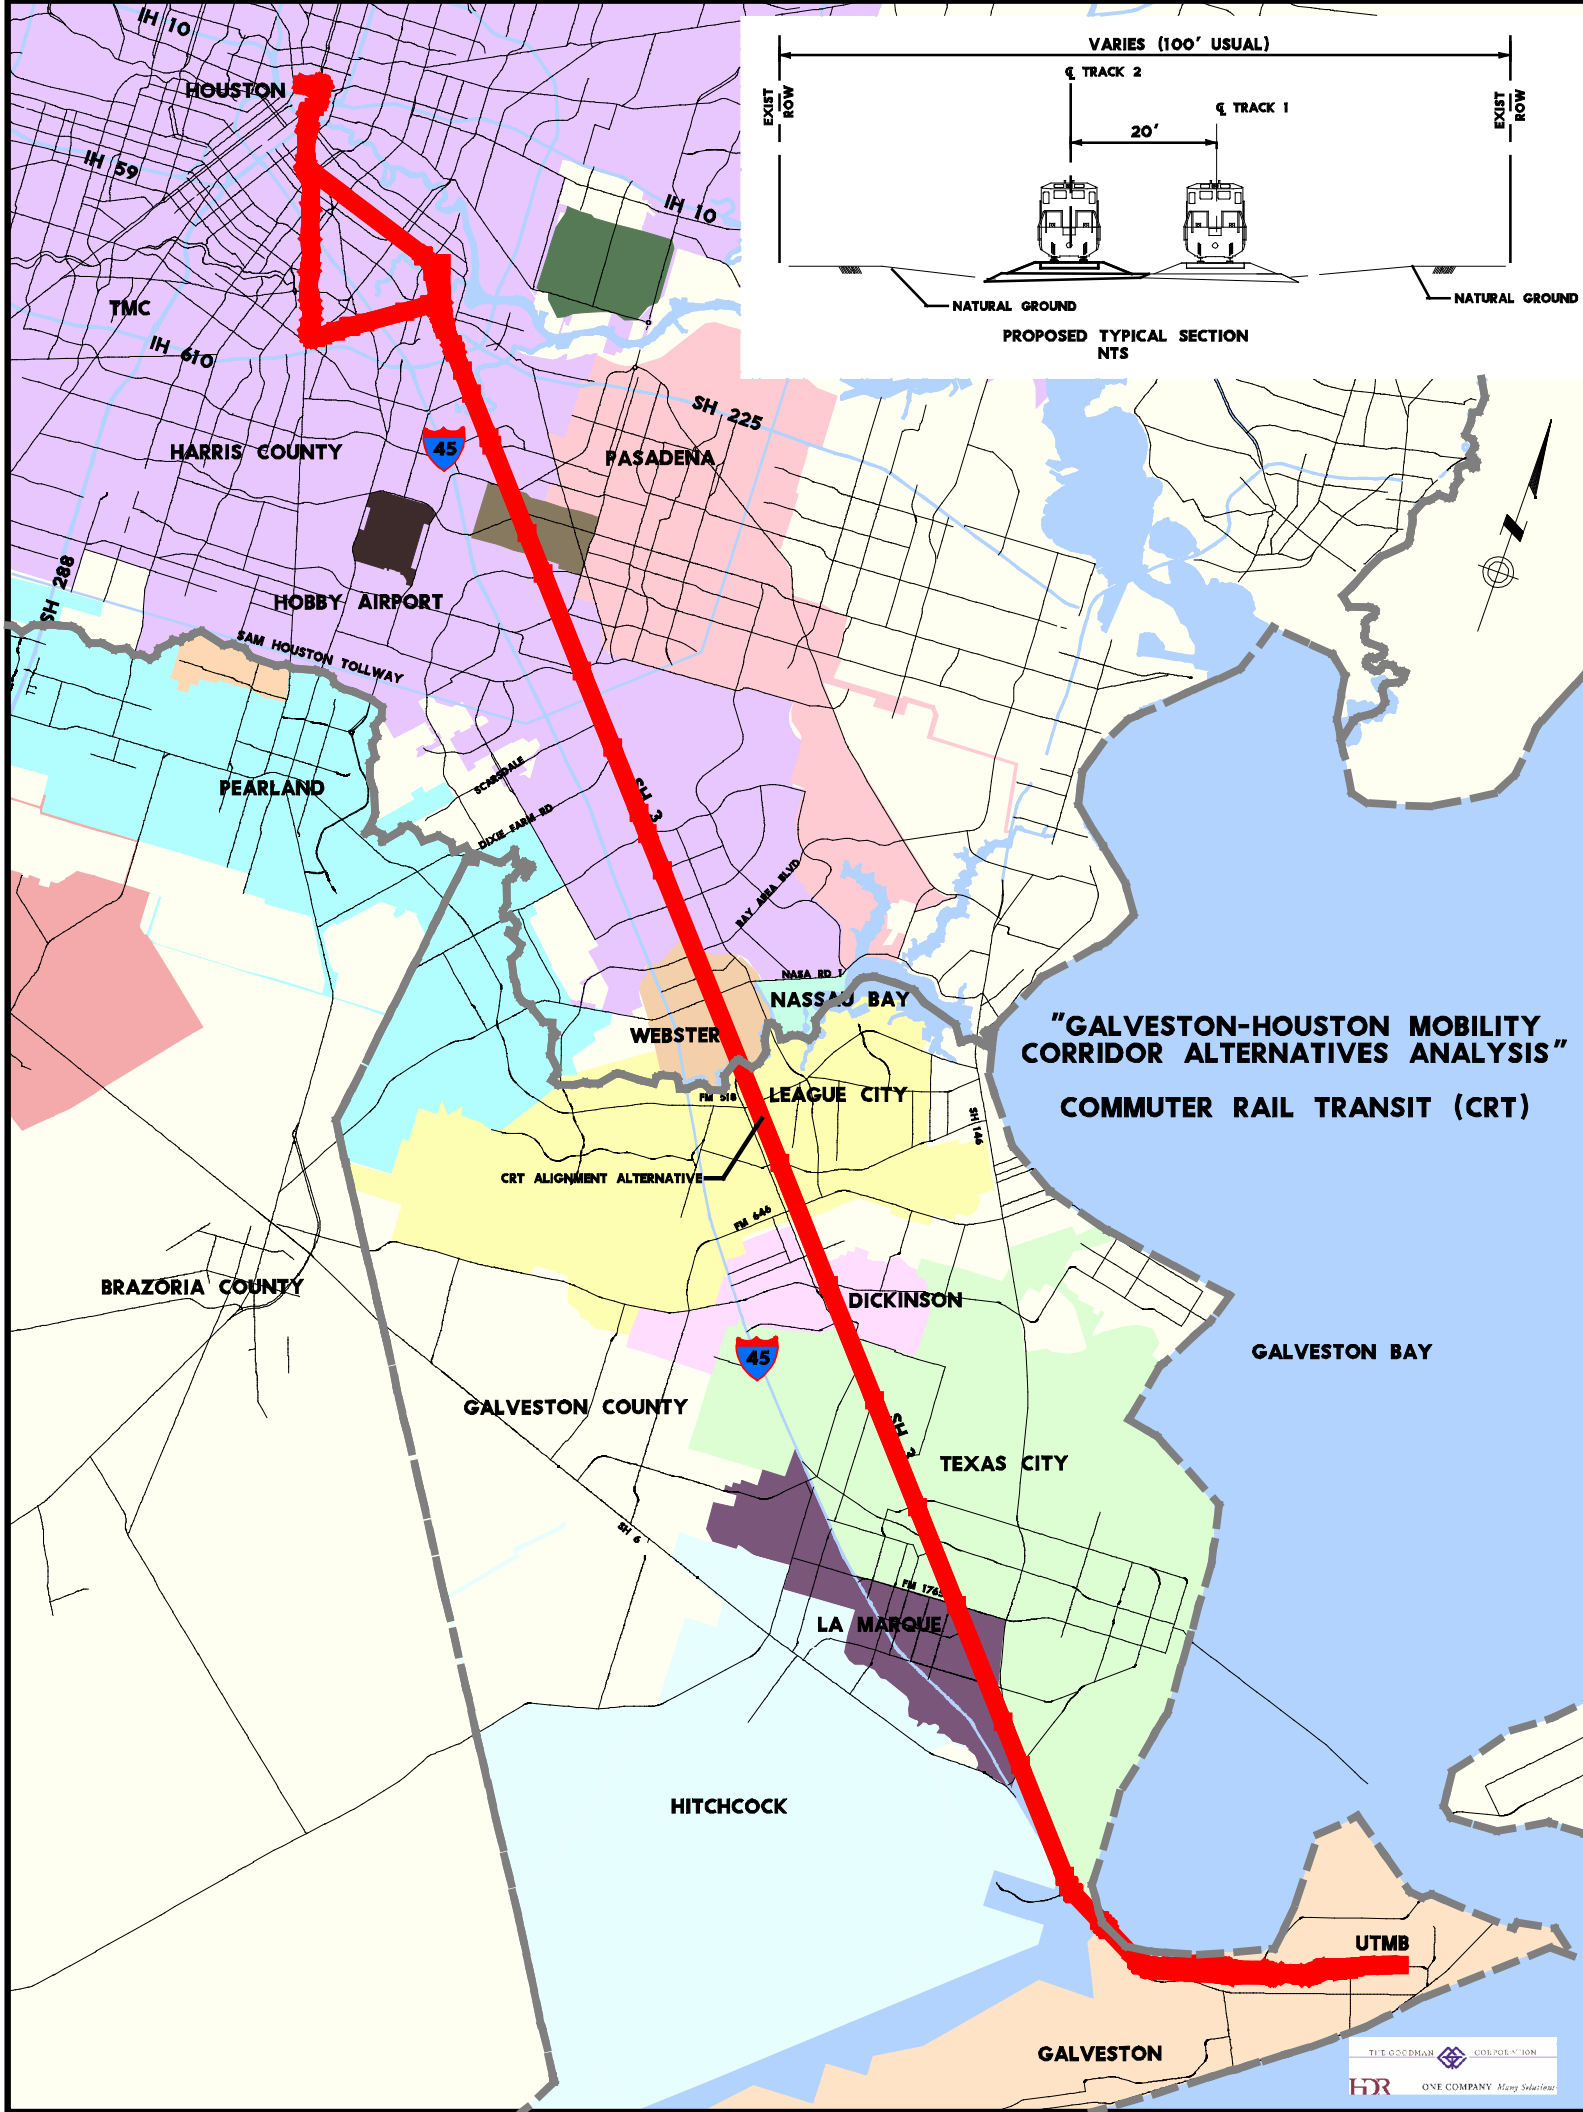 IH 10
HOUSTON
IH 59
IH 10
TMC
IH 610
VARIES (100' USUAL)
℄ TRACK 2
℄ TRACK 1
EXIST
ROW
20'
EXIST
ROW
NATURAL GROUND
NATURAL GROUND
PROPOSED TYPICAL SECTION
NTS
SH 225
HARRIS COUNTY
45
PASADENA
SH 288
HOBBY AIRPORT
SAM HOUSTON TOLLWAY
N
PEARLAND
SCARSDALE
DIXIE FARM RD
SH 3
BAY AREA BLVD
NASA RD 1
NASSAU BAY
WEBSTER
"GALVESTON-HOUSTON MOBILITY
CORRIDOR ALTERNATIVES ANALYSIS"
COMMUTER RAIL TRANSIT (CRT)
FM 518
LEAGUE CITY
SH 146
CRT ALIGNMENT ALTERNATIVE
FM 646
BRAZORIA COUNTY
DICKINSON
45
GALVESTON BAY
GALVESTON COUNTY
SH 3
TEXAS CITY
SH 6
FM 1765
LA MARQUE
HITCHCOCK
UTMB
GALVESTON
THE GOODMAN CORPORATION
HDR
ONE COMPANY Many Solutions